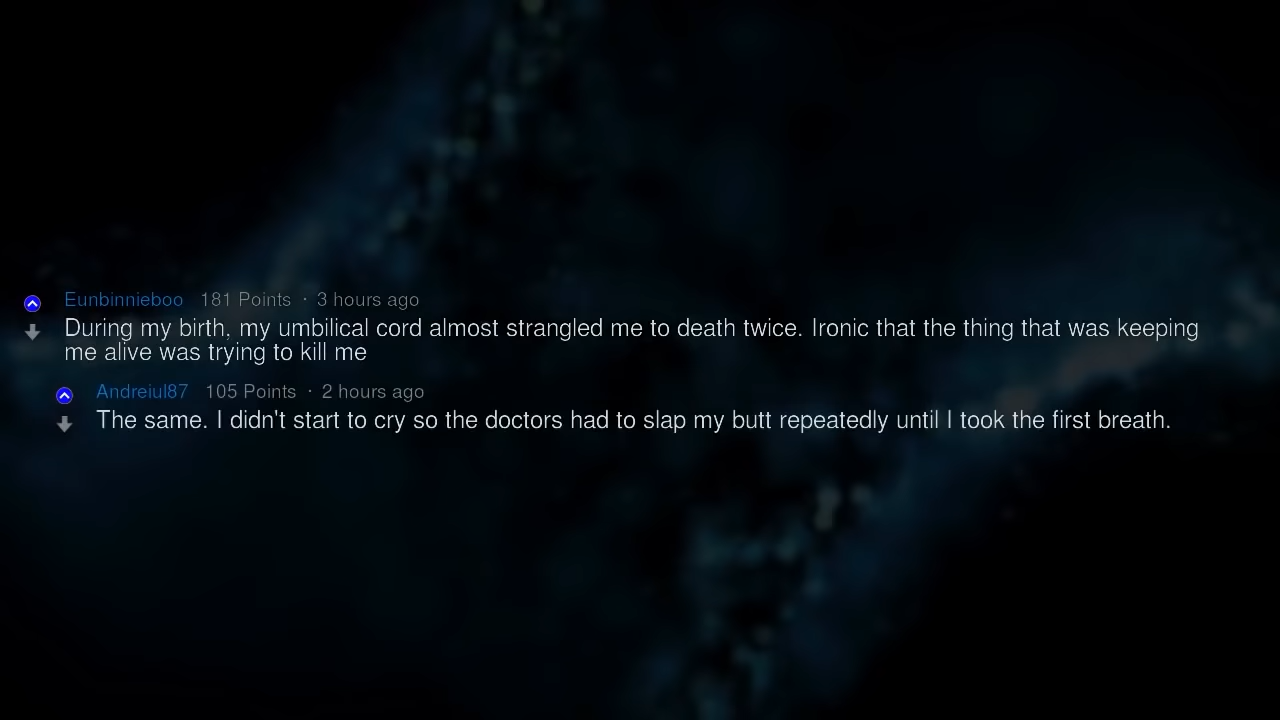 Eunbinnieboo 181 Points · 3 hours ago
During my birth, my umbilical cord almost strangled me to death twice. Ironic that the thing that was keeping
me alive was trying to kill me
Andreiul87 105 Points · 2 hours ago
The same. I didn't start to cry so the doctors had to slap my butt repeatedly until I took the first breath.